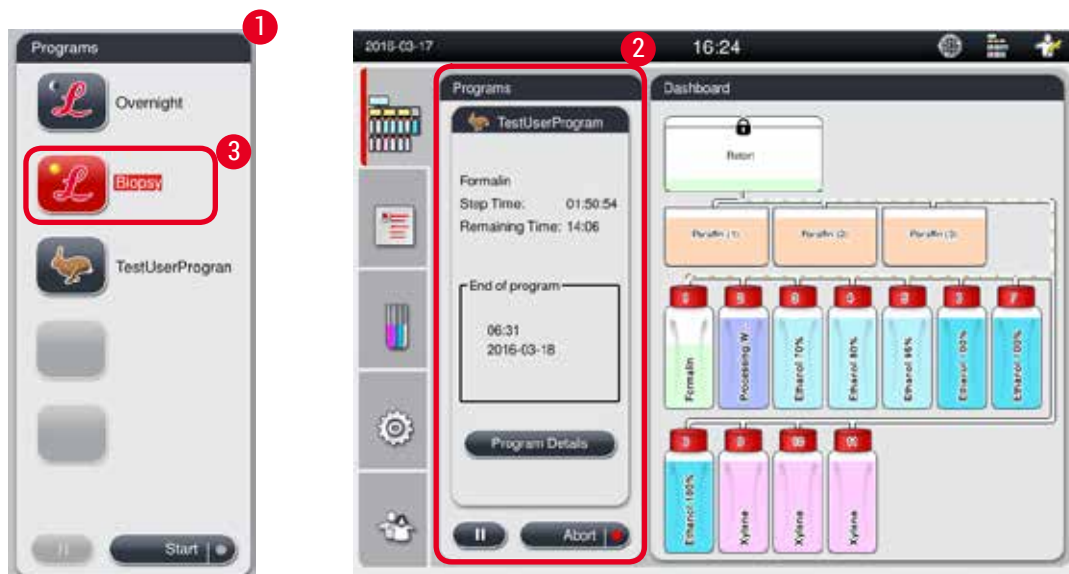 1
Programs
Overnight
3
Biopsy
TestUserProgran
Start
2016-03-17
2
16:24
Programs
TestUserProgram
Formalin
Step Time: 01:50:54
Remaining Time: 14:06
End of program
06:31
2016-03-18
Program Details
Abort
Dashboard
Retort
Paraffin (1)
Paraffin (2)
Paraffin (3)
1
Formalin
Processing W
Ethanol 70%
Ethanol 80%
Ethanol 95%
Ethanol 100%
7
Ethanol 100%
Ethanol 100%
Xylene
Xylene
Xylene